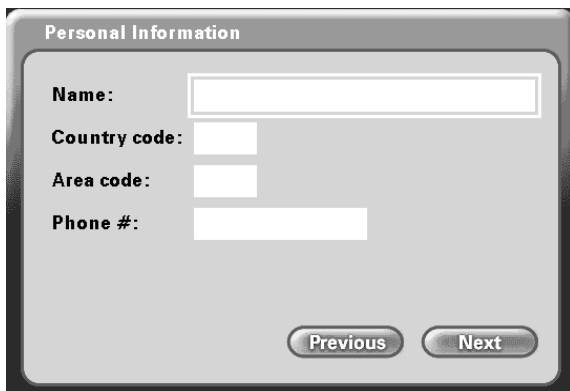 Personal Information
Name:
Country code:
Area code:
Phone #:
Previous Next